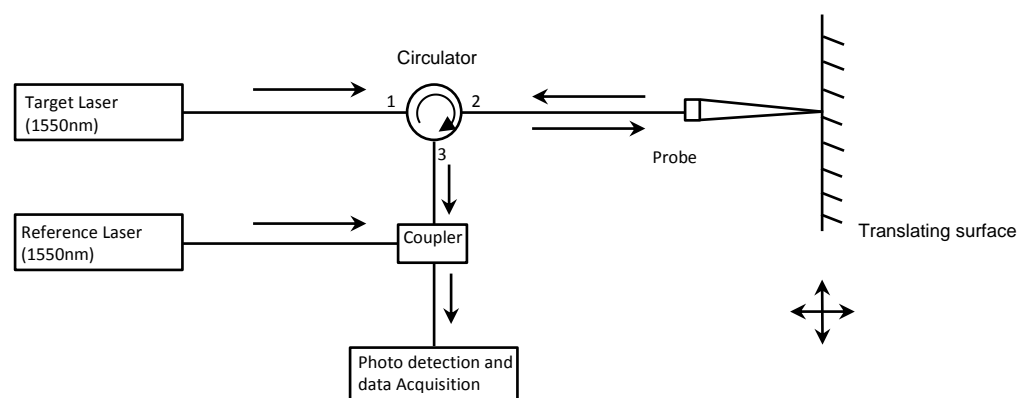 Circulator
Target Laser
(1550nm)
1
2
3
Probe
Reference Laser
(1550nm)
Coupler
Translating surface
Photo detection and
data Acquisition